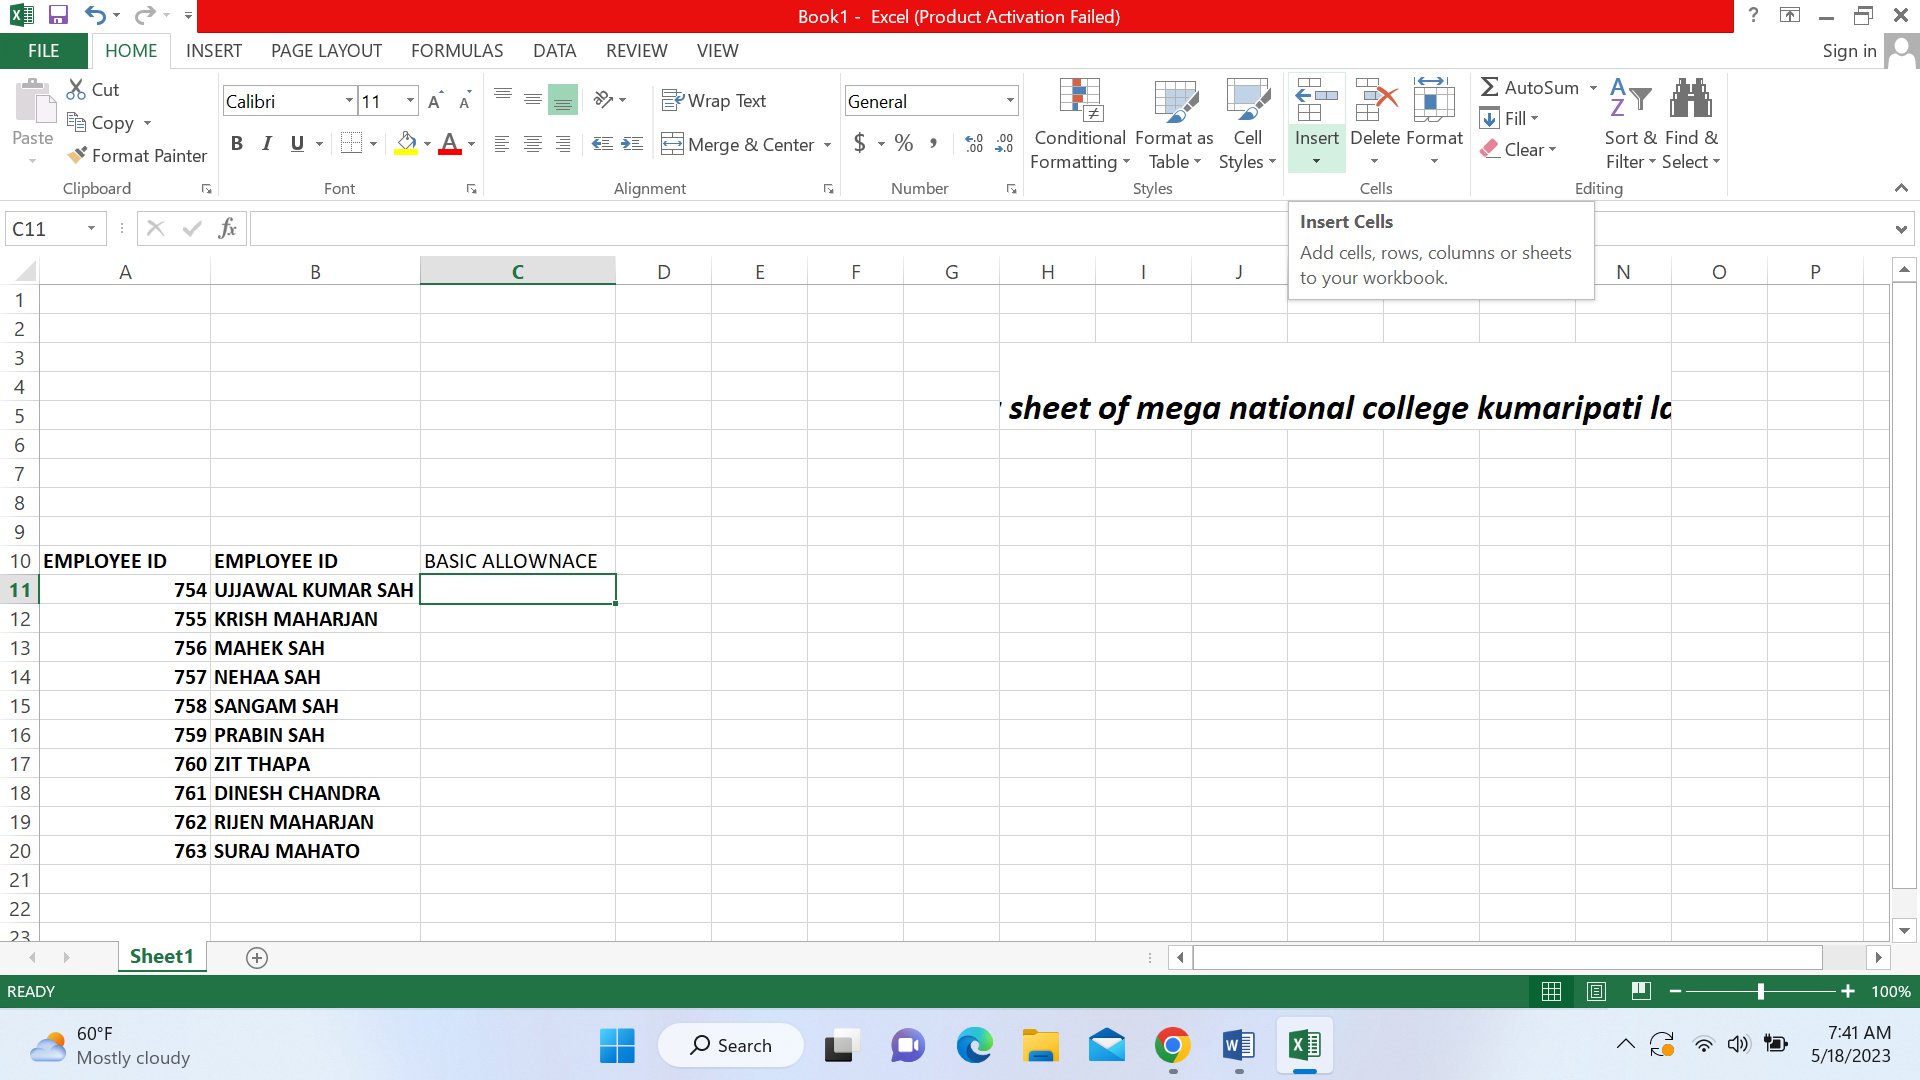 Book1 - Excel (Product Activation Failed)
FILE HOME INSERT PAGE LAYOUT FORMULAS DATA REVIEW VIEW Sign in
Paste Cut Copy Format Painter Clipboard
Calibri 11 B I U A Font
Wrap Text Merge & Center Alignment
General $ % , Number
Conditional Formatting Format as Table Cell Styles Styles
Insert Delete Format Cells
AutoSum Fill Clear Sort & Filter Find & Select Editing
C11 fx
Insert Cells
Add cells, rows, columns or sheets
to your workbook.
A B C D E F G H I J N O P
1
2
3
4
5 sheet of mega national college kumaripati
6
7
8
9
10 EMPLOYEE ID EMPLOYEE ID BASIC ALLOWNACE
11 754 UJJAWAL KUMAR SAH
12 755 KRISH MAHARJAN
13 756 MAHEK SAH
14 757 NEHAA SAH
15 758 SANGAM SAH
16 759 PRABIN SAH
17 760 ZIT THAPA
18 761 DINESH CHANDRA
19 762 RIJEN MAHARJAN
20 763 SURAJ MAHATO
21
22
23
Sheet1
READY 100%
60°F
Mostly cloudy
Search
7:41 AM
5/18/2023